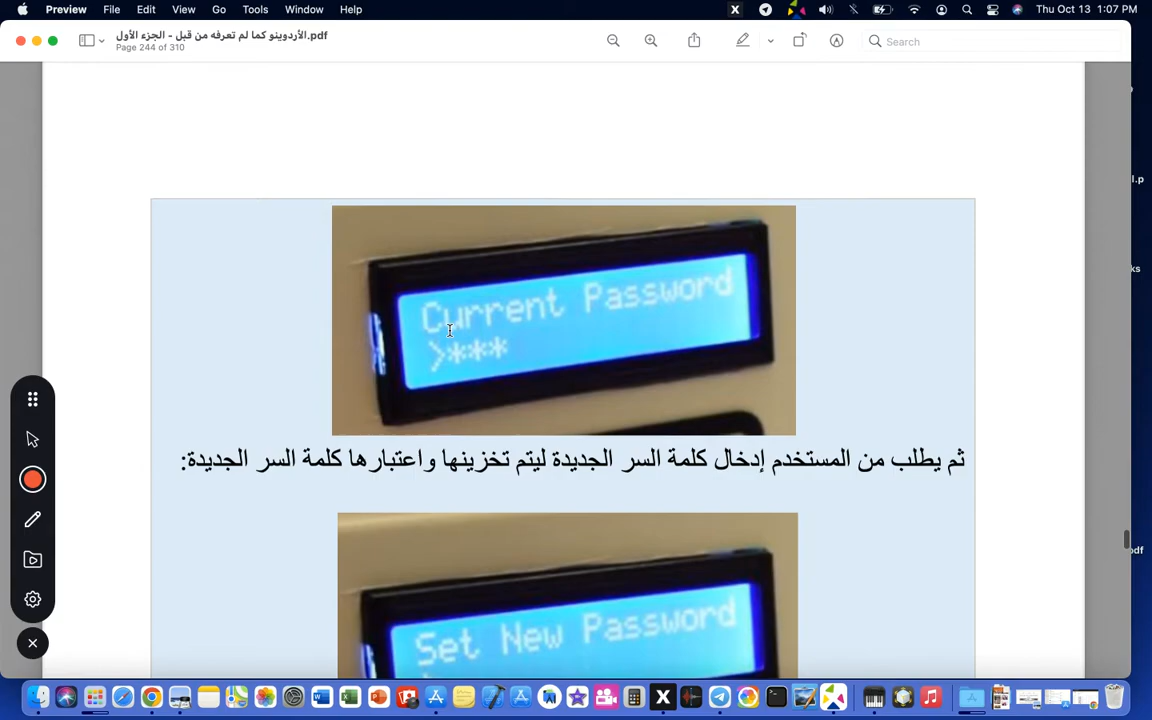 Preview File Edit View Go Tools Window Help
Thu Oct 13 1:07 PM
الأردوينو كما لم تعرفه من قبل - الجزء الأول.pdf
Page 244 of 310
Search
Current Password
>***
ثم يطلب من المستخدم إدخال كلمة السر الجديدة ليتم تخزينها واعتبارها كلمة السر الجديدة:
Set New Password